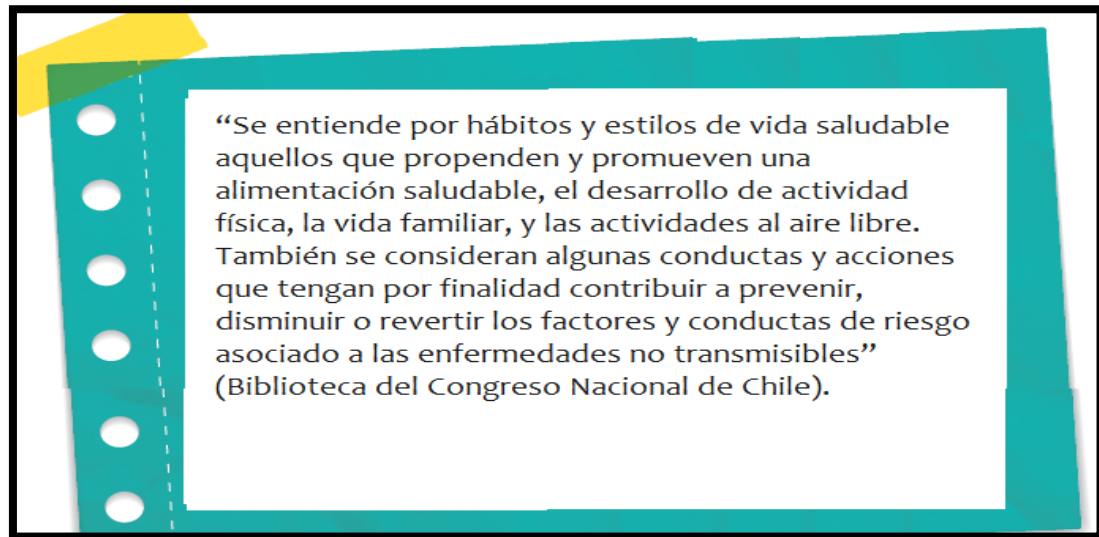 “Se entiende por hábitos y estilos de vida saludable
aquellos que propenden y promueven una
alimentación saludable, el desarrollo de actividad
física, la vida familiar, y las actividades al aire libre.
También se consideran algunas conductas y acciones
que tengan por finalidad contribuir a prevenir,
disminuir o revertir los factores y conductas de riesgo
asociado a las enfermedades no transmisibles”
(Biblioteca del Congreso Nacional de Chile).